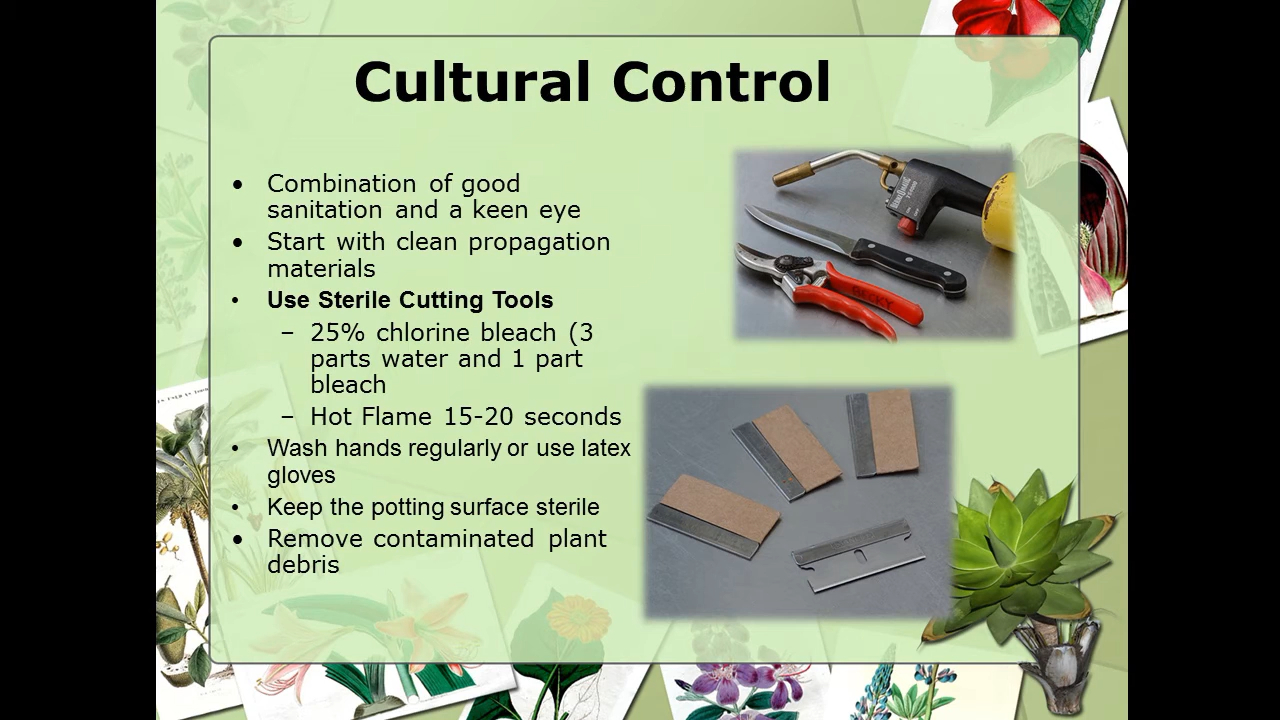 Cultural Control
• Combination of good
sanitation and a keen eye
• Start with clean propagation
materials
• Use Sterile Cutting Tools
– 25% chlorine bleach (3
parts water and 1 part
bleach
– Hot Flame 15-20 seconds
• Wash hands regularly or use latex
gloves
• Keep the potting surface sterile
• Remove contaminated plant
debris